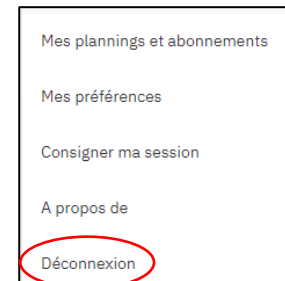 Mes plannings et abonnements
Mes préférences
Consigner ma session
A propos de
Déconnexion